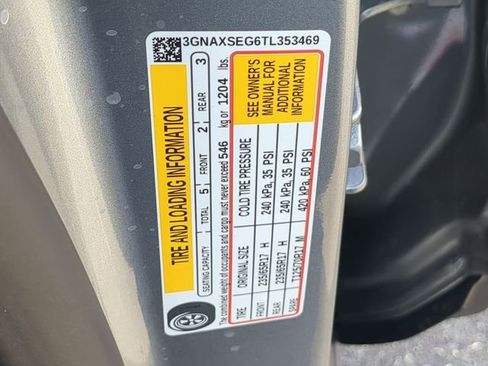 3GNAXSEG6TL353469
TIRE AND LOADING INFORMATION
SEATING CAPACITY TOTAL 5 FRONT 2 REAR 3
The combined weight of occupants and cargo must never exceed 546 kg or 1204 lbs.
TIRE ORIGINAL SIZE COLD TIRE PRESSURE
FRONT 235/65R17 H 240 kPa, 35 PSI
REAR 235/65R17 H 240 kPa, 35 PSI
SPARE T125/70R17 M 420 kPa, 60 PSI
SEE OWNER'S
MANUAL FOR
ADDITIONAL
INFORMATION